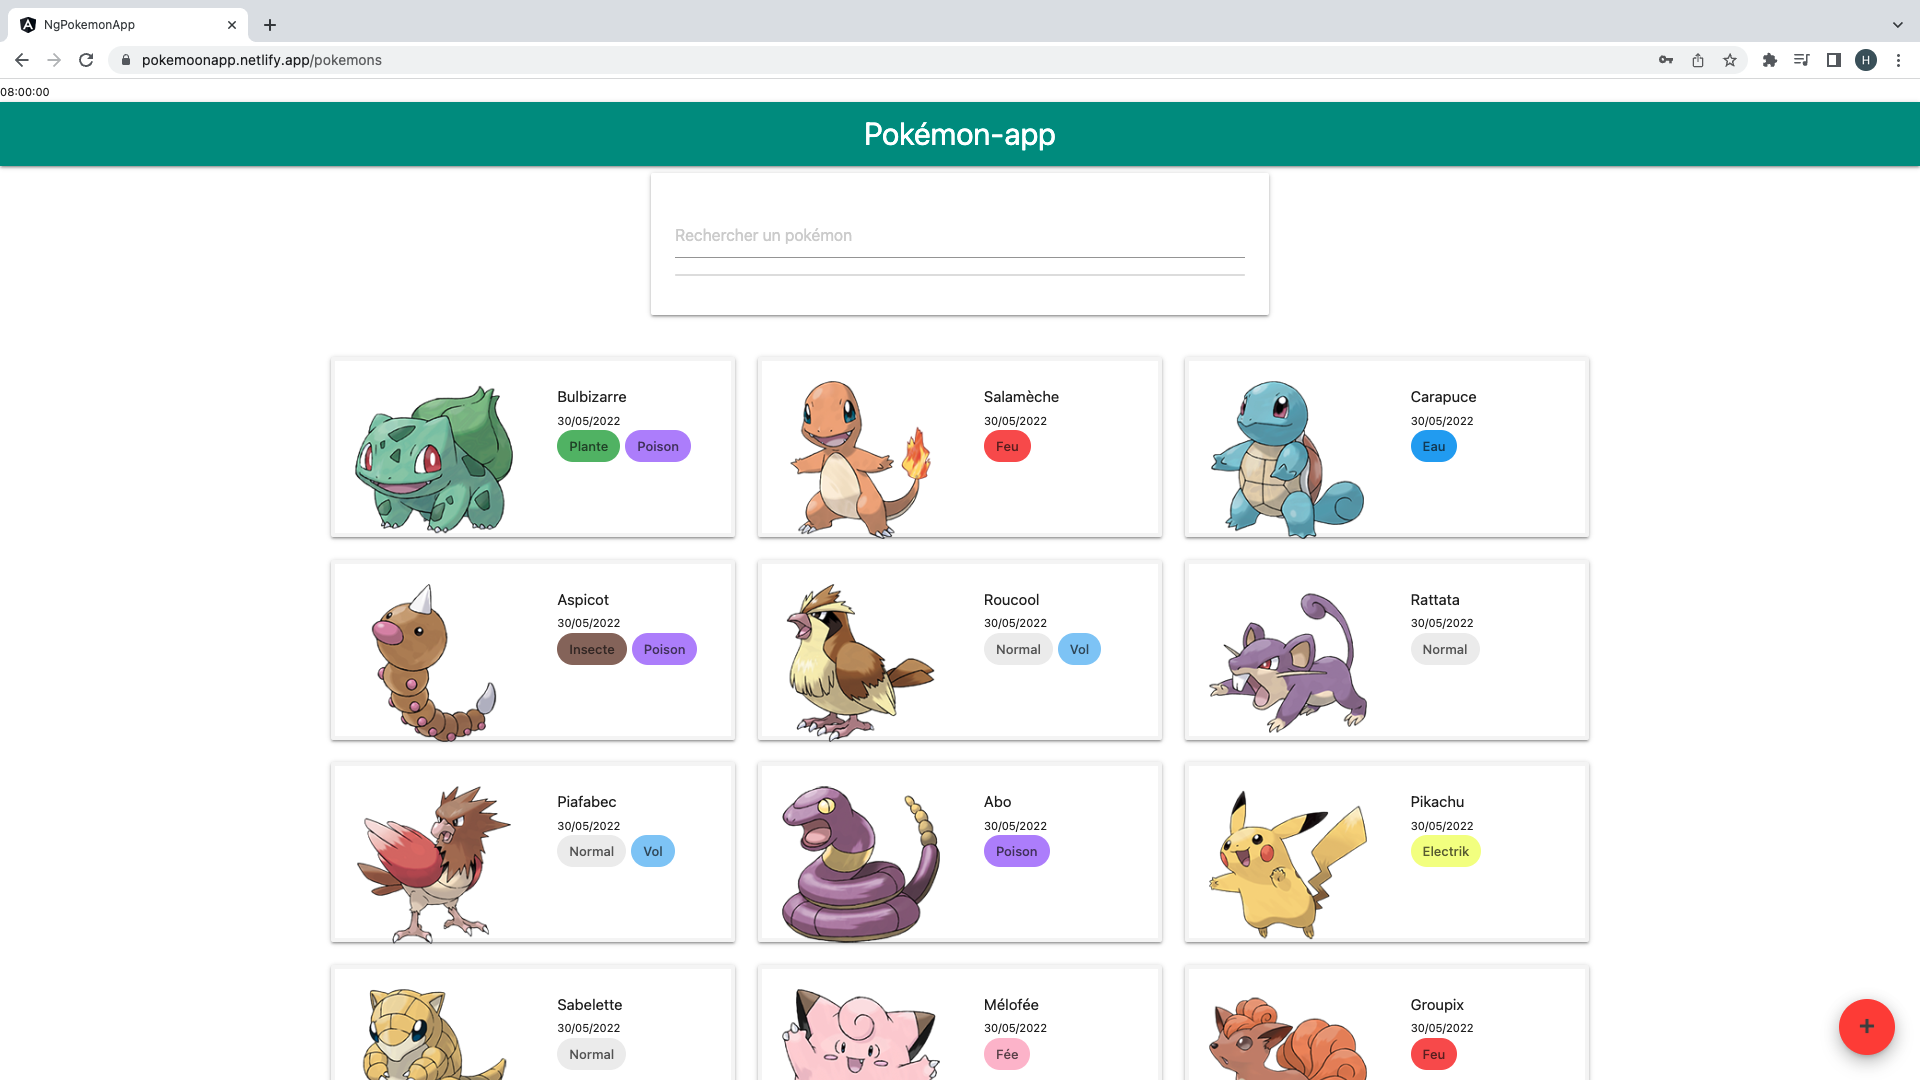 NgPokemonApp
pokemoonapp.netlify.app/pokemons
H
08:00:00
Pokémon-app
Rechercher un pokémon
Bulbizarre
30/05/2022
Plante Poison
Salamèche
30/05/2022
Feu
Carapuce
30/05/2022
Eau
Aspicot
30/05/2022
Insecte Poison
Roucool
30/05/2022
Normal Vol
Rattata
30/05/2022
Normal
Piafabec
30/05/2022
Normal Vol
Abo
30/05/2022
Poison
Pikachu
30/05/2022
Electrik
Sabelette
30/05/2022
Normal
Mélofée
30/05/2022
Fée
Groupix
30/05/2022
Feu
+